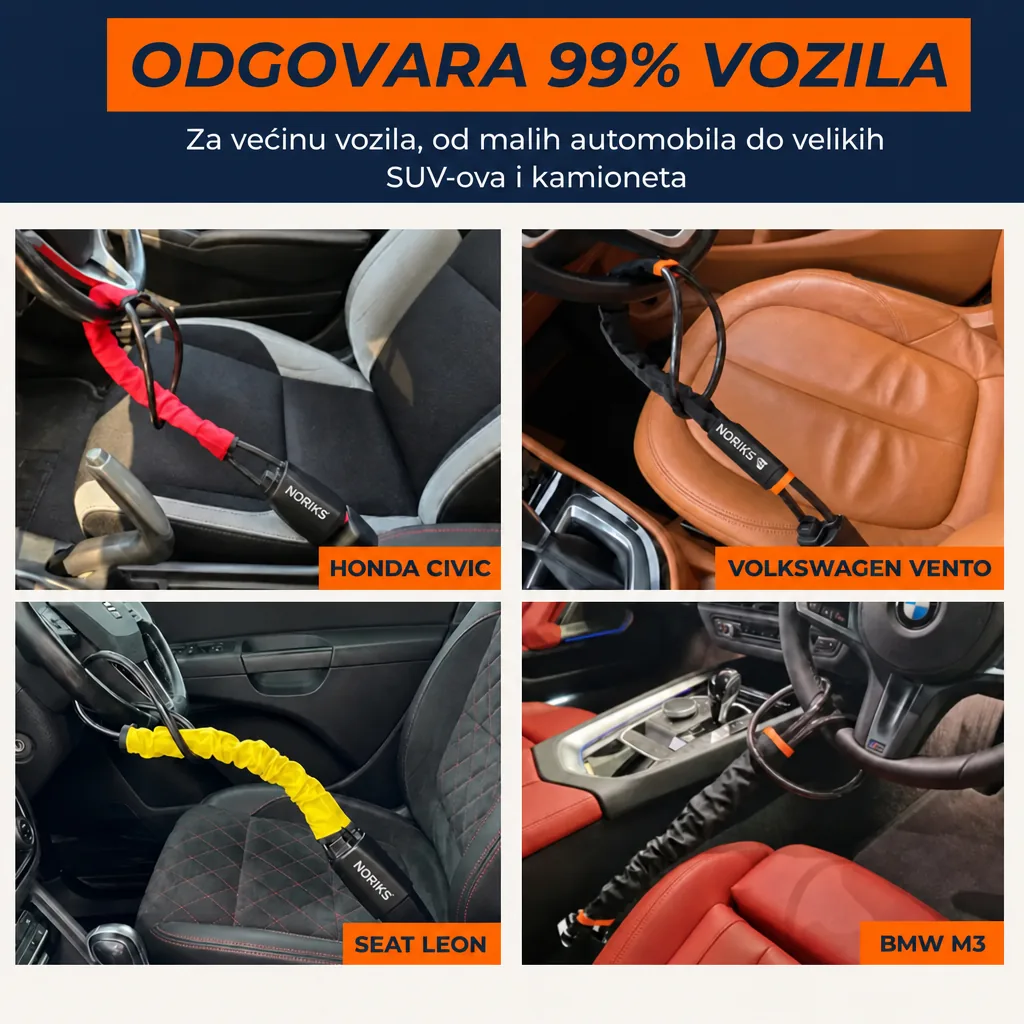 ODGOVARA 99% VOZILA
Za većinu vozila, od malih automobila do velikih
SUV-ova i kamioneta
NORIKS
HONDA CIVIC
NORIKS
VOLKSWAGEN VENTO
NORIKS
SEAT LEON
BMW M3